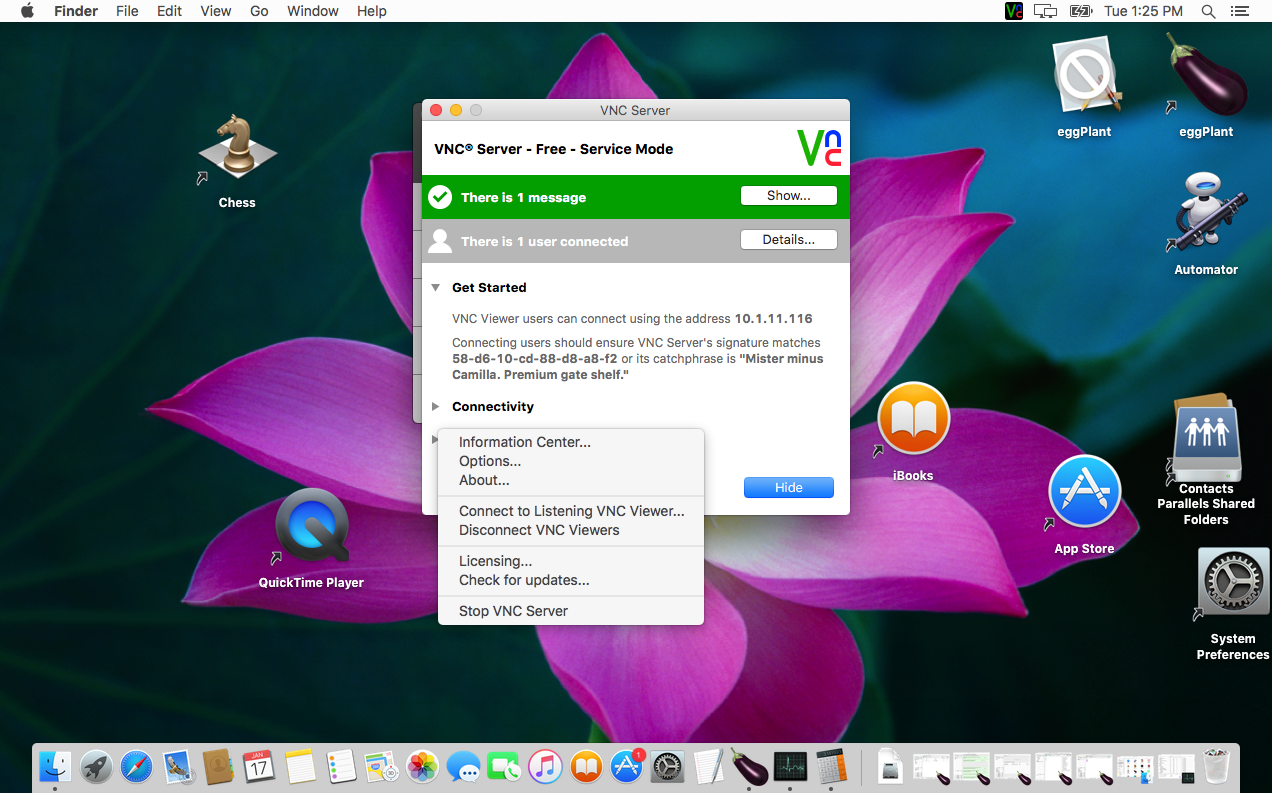 Finder File Edit View Go Window Help
Tue 1:25 PM
VNC Server
VNC® Server - Free - Service Mode
There is 1 message
Show...
There is 1 user connected
Details...
Get Started
VNC Viewer users can connect using the address 10.1.11.116
Connecting users should ensure VNC Server's signature matches
58-d6-10-cd-88-d8-a8-f2 or its catchphrase is "Mister minus
Camilla. Premium gate shelf."
Connectivity
Information Center...
Options...
About...
Connect to Listening VNC Viewer...
Disconnect VNC Viewers
Licensing...
Check for updates...
Stop VNC Server
Hide
Chess
QuickTime Player
eggPlant
eggPlant
Automator
iBooks
Contacts
Parallels Shared
Folders
App Store
System
Preferences
JAN
17
1